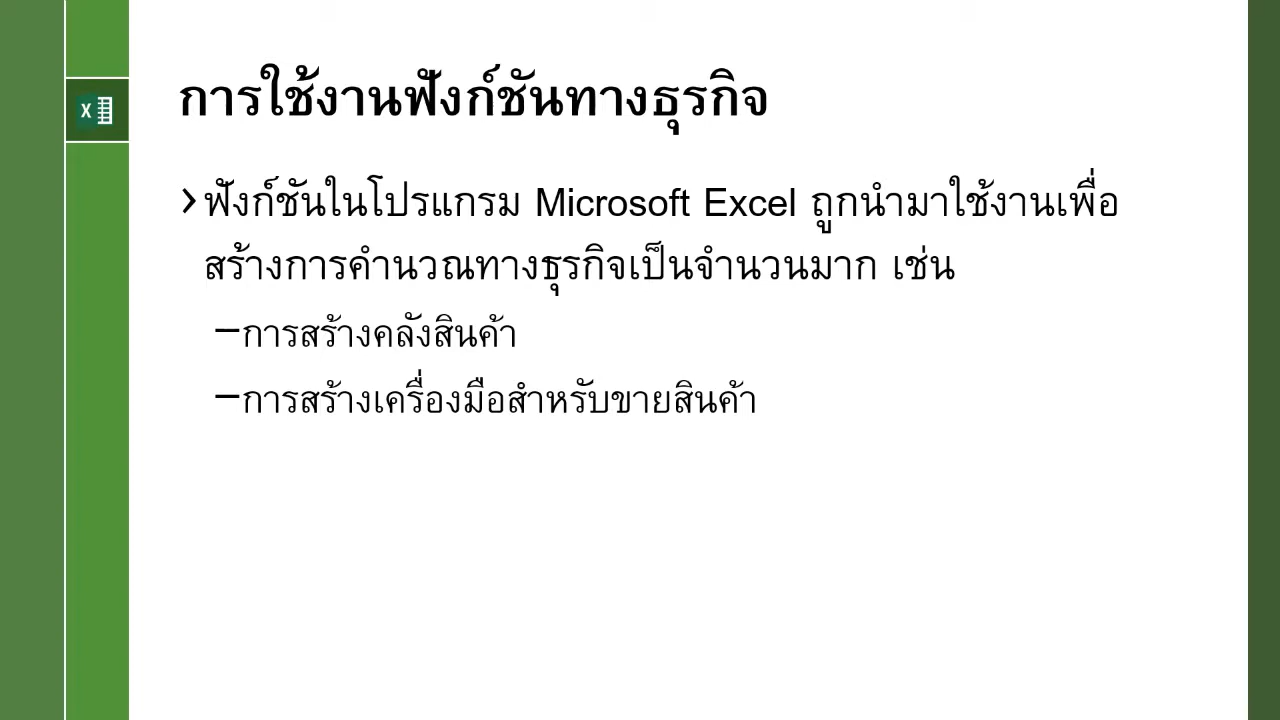 การใช้งานฟังก์ชันทางธุรกิจ
›ฟังก์ชันในโปรแกรม Microsoft Excel ถูกนำมาใช้งานเพื่อ
สร้างการคำนวณทางธุรกิจเป็นจำนวนมาก เช่น
–การสร้างคลังสินค้า
–การสร้างเครื่องมือสำหรับขายสินค้า